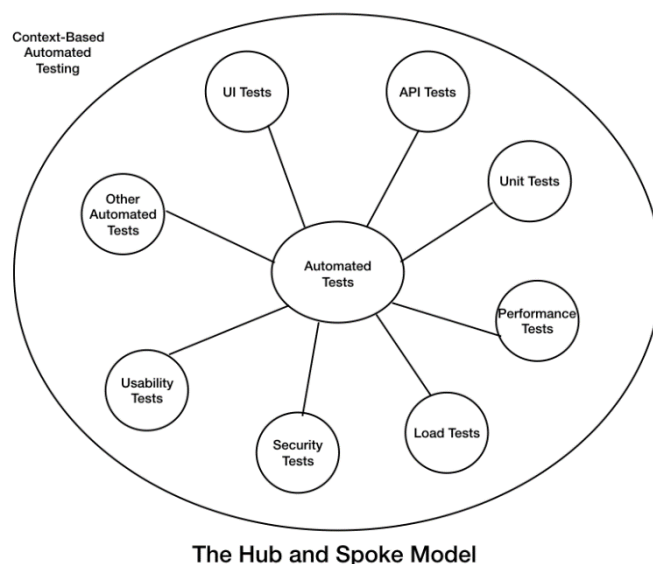 Context-Based
Automated
Testing
UI Tests
API Tests
Unit Tests
Other
Automated
Tests
Automated
Tests
Performance
Tests
Usability
Tests
Security
Tests
Load Tests
The Hub and Spoke Model